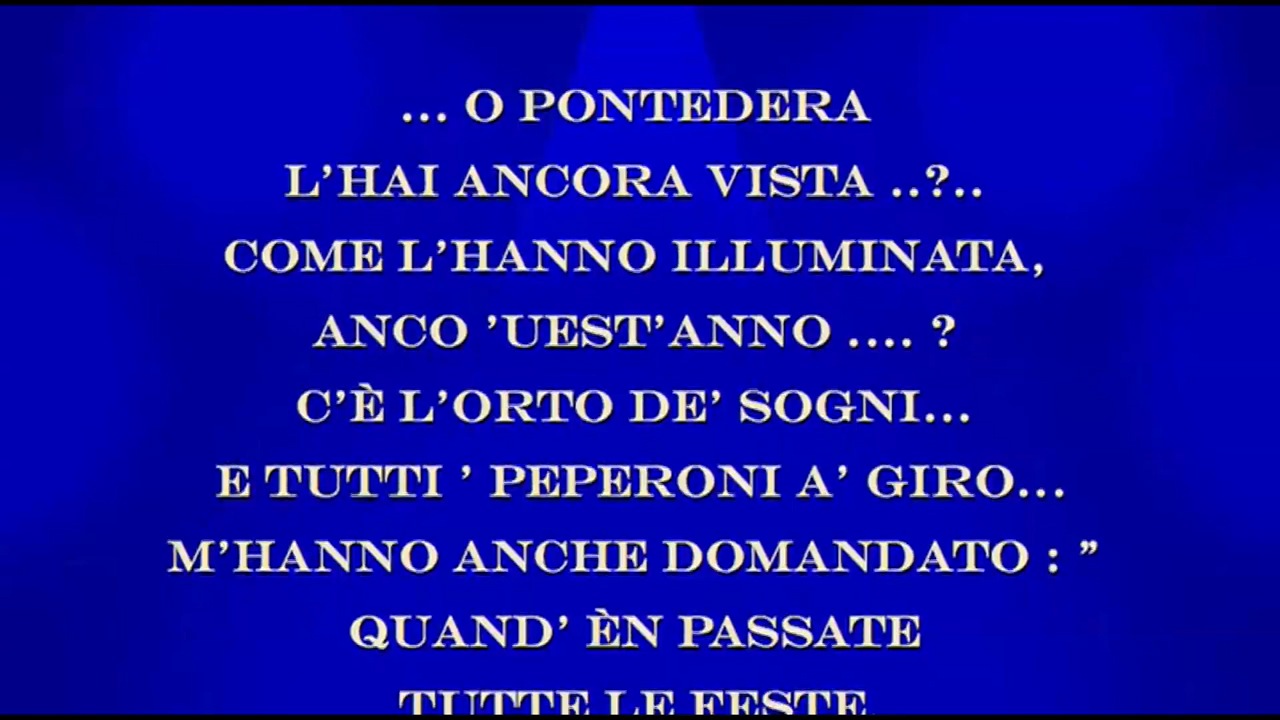 ... O PONTEDERA
L'HAI ANCORA VISTA ..?..
COME L'HANNO ILLUMINATA,
ANCO 'UEST'ANNO .... ?
C'È L'ORTO DE' SOGNI...
E TUTTI ' PEPERONI A' GIRO...
M'HANNO ANCHE DOMANDATO : ”
QUAND' ÈN PASSATE
TUTTE LE FESTE